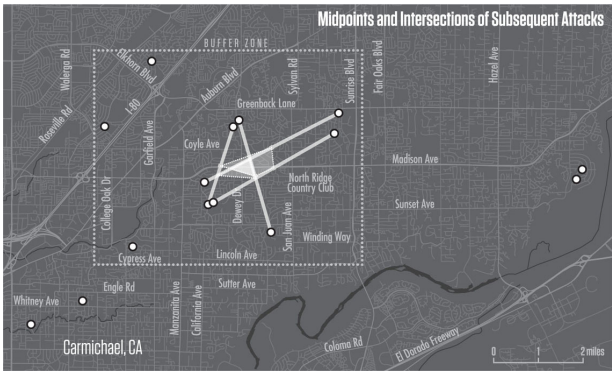 Midpoints and Intersections of Subsequent Attacks
BUFFER ZONE
Walerga Rd
Elkhorn Blvd
I-80
Roseville Rd
Auburn Blvd
Sylvan Rd
Sunrise Blvd
Fair Oaks Blvd
Hazel Ave
Greenback Lane
Garfield Ave
Coyle Ave
Madison Ave
North Ridge
Country Club
College Oak Dr
Dewey Dr
Sunset Ave
San Juan Ave
Winding Way
Cypress Ave
Lincoln Ave
Sutter Ave
Engle Rd
Whitney Ave
Manzanita Ave
California Ave
Carmichael, CA
Coloma Rd
El Dorado Freeway
0 1 2 miles